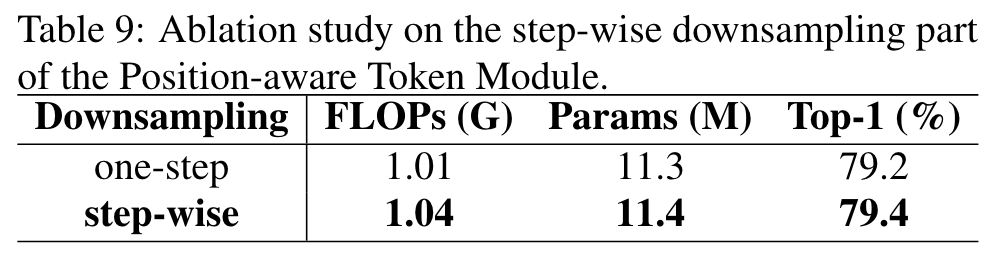 Table 9: Ablation study on the step-wise downsampling part
of the Position-aware Token Module.
Downsampling FLOPs (G) Params (M) Top-1 (%)
one-step 1.01 11.3 79.2
step-wise 1.04 11.4 79.4